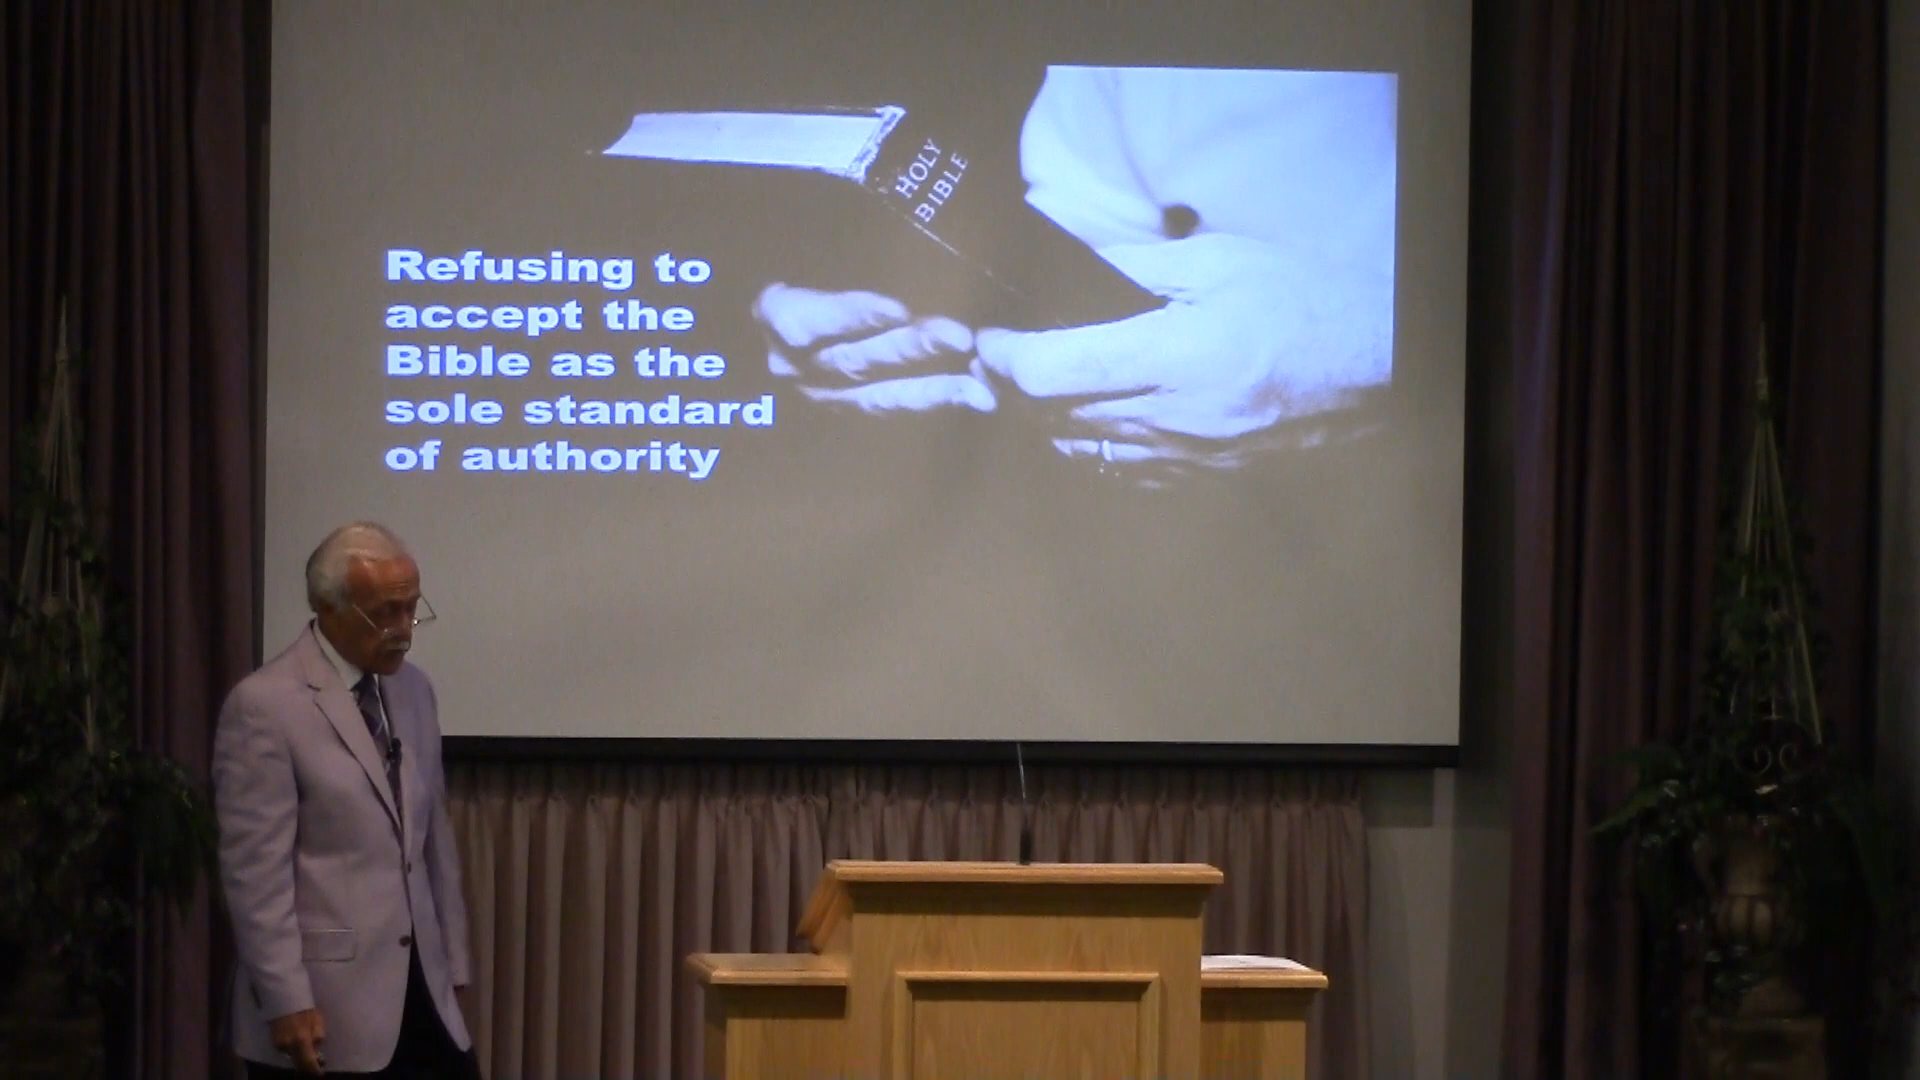 HOLY
BIBLE
Refusing to
accept the
Bible as the
sole standard
of authority